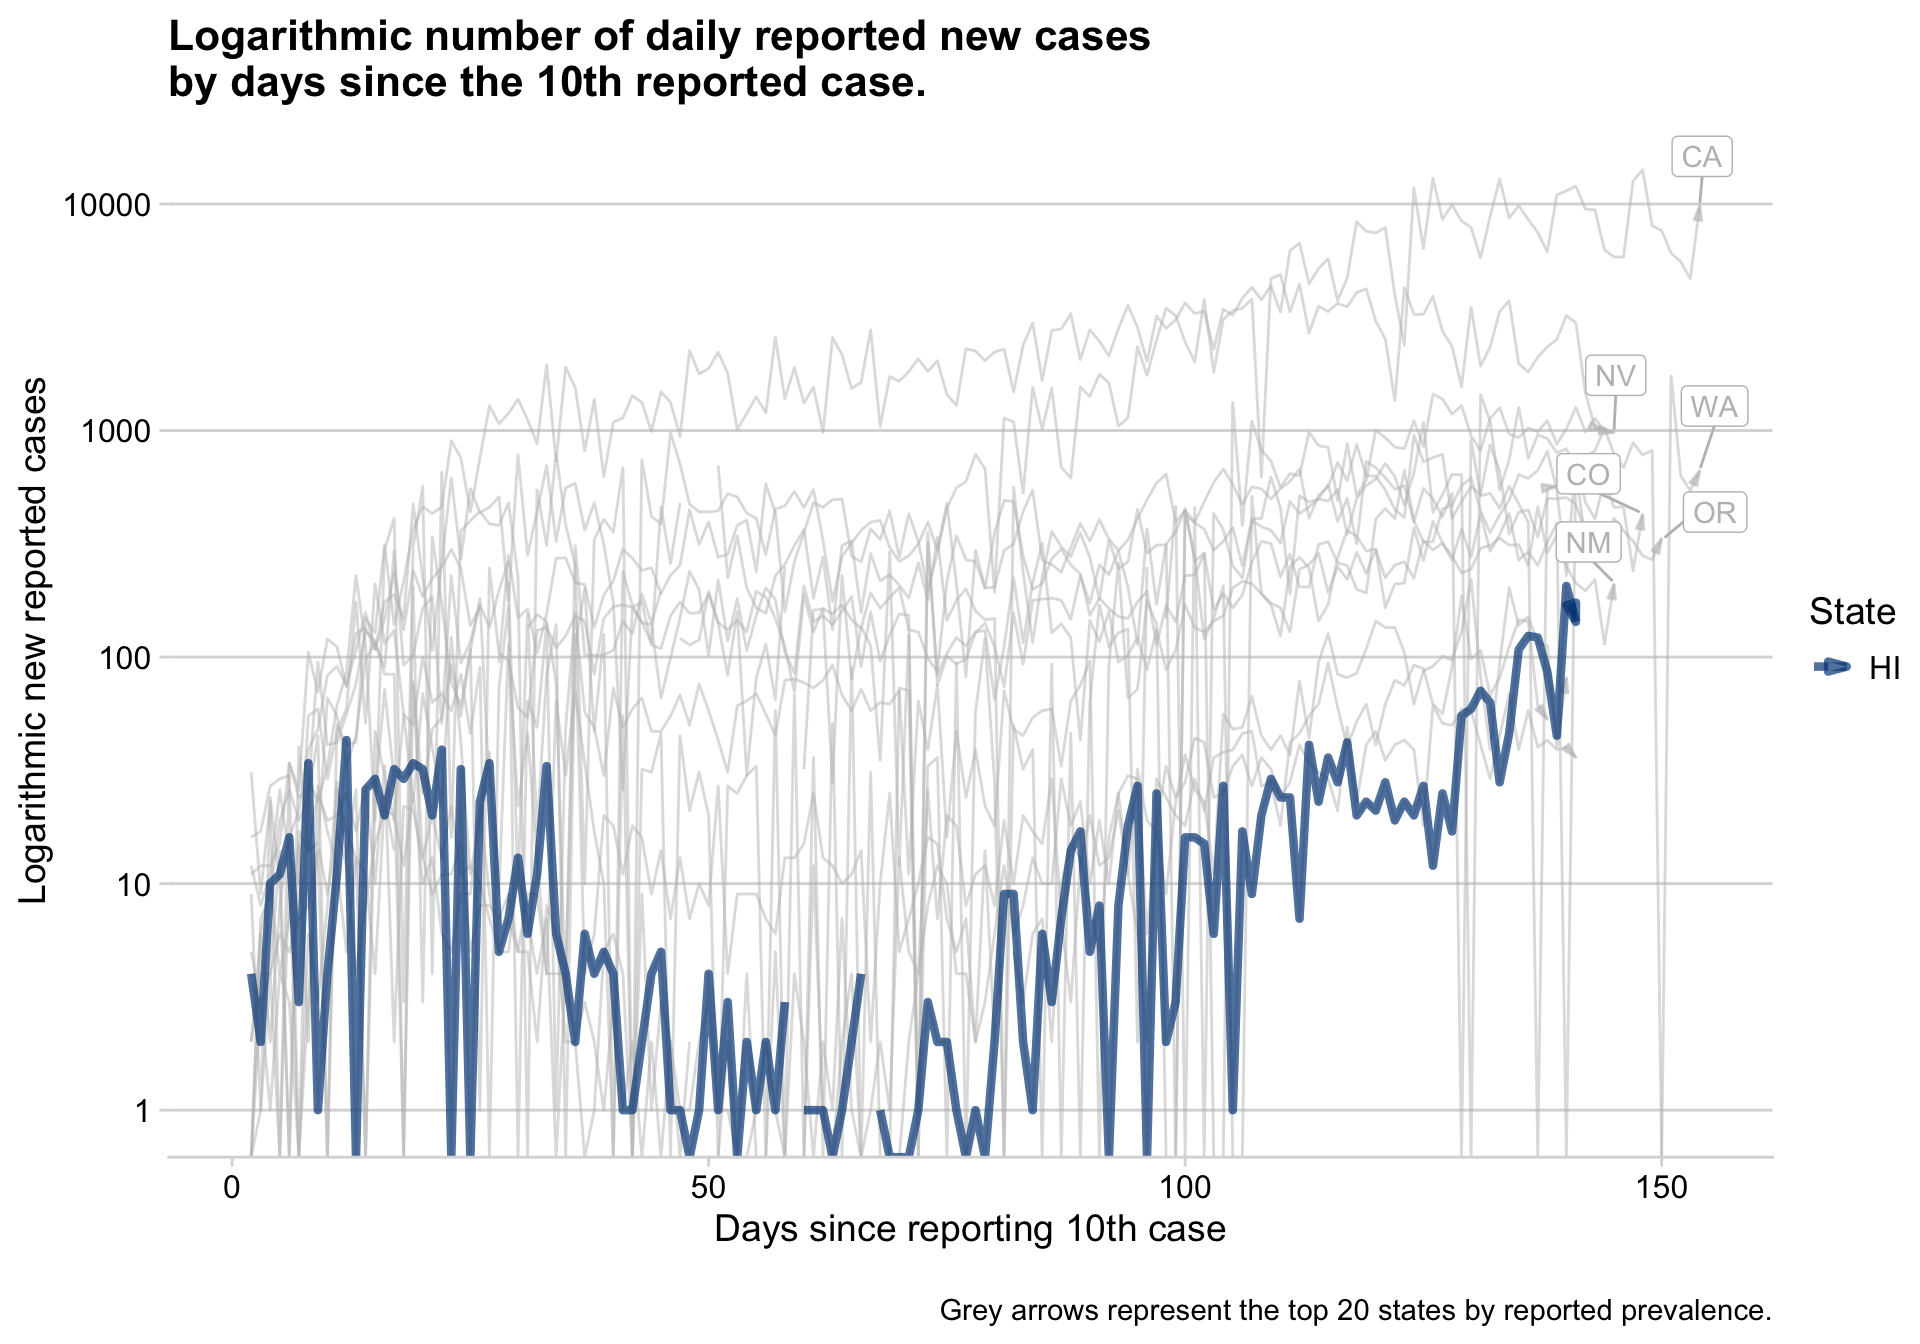 Logarithmic number of daily reported new cases
by days since the 10th reported case.
Logarithmic new reported cases
10000
1000
100
10
1
CA
NV
WA
CO
OR
NM
State
HI
0
50
100
150
Days since reporting 10th case
Grey arrows represent the top 20 states by reported prevalence.